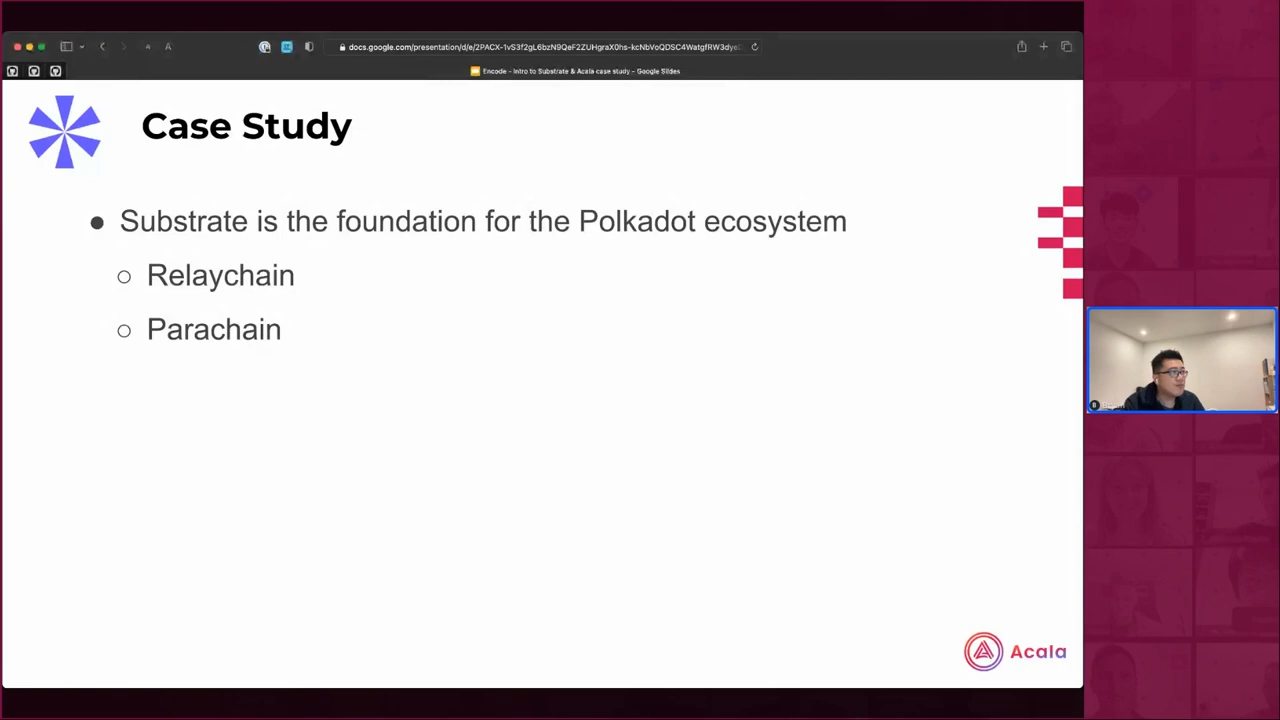 Encode - Intro to Substrate & Acala case study - Google Slides
Case Study
● Substrate is the foundation for the Polkadot ecosystem
○ Relaychain
○ Parachain
Acala